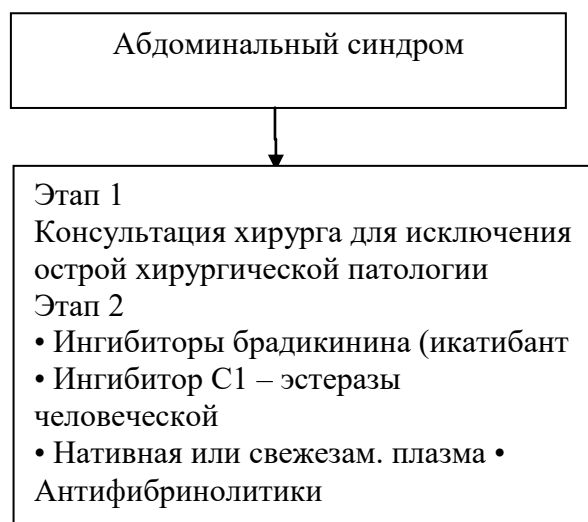 Абдоминальный синдром
Этап 1
Консультация хирурга для исключения
острой хирургической патологии
Этап 2
• Ингибиторы брадикинина (икатибант
• Ингибитор С1 – эстеразы
человеческой
• Нативная или свежезам. плазма •
Антифибринолитики